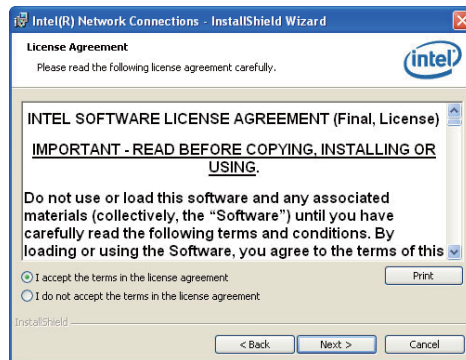 Intel(R) Network Connections - InstallShield Wizard
License Agreement
Please read the following license agreement carefully.
intel
INTEL SOFTWARE LICENSE AGREEMENT (Final, License)
IMPORTANT - READ BEFORE COPYING, INSTALLING OR
USING.
Do not use or load this software and any associated
materials (collectively, the “Software”) until you have
carefully read the following terms and conditions. By
loading or using the Software, you agree to the terms of this
I accept the terms in the license agreement
Print
I do not accept the terms in the license agreement
InstallShield
< Back
Next >
Cancel